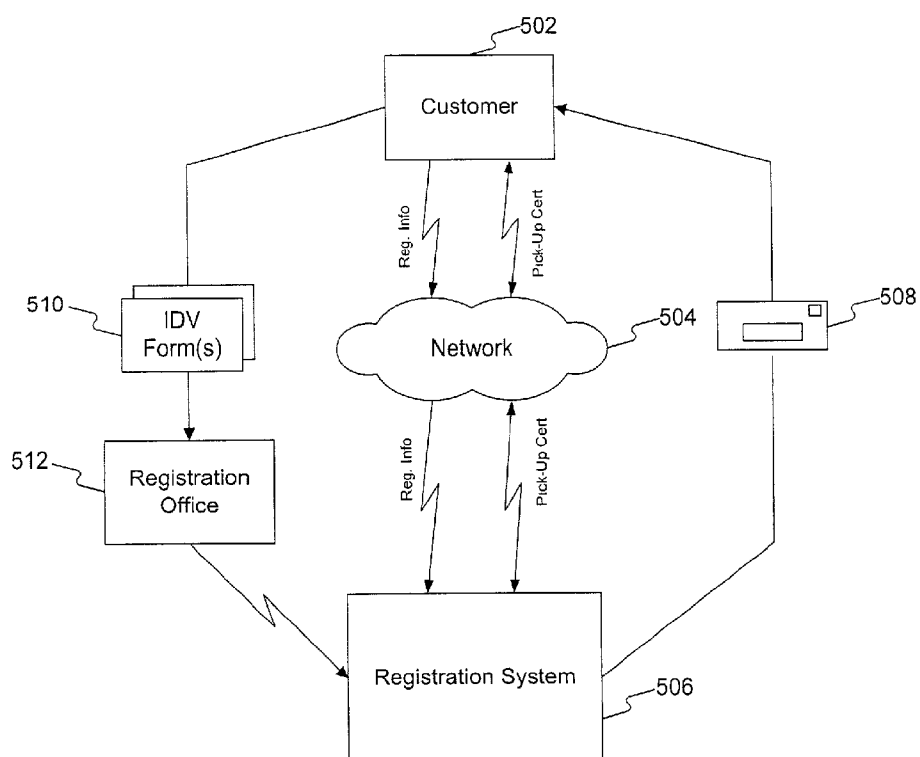 502
Customer
Reg. Info
Pick-Up Cert
510
IDV
Form(s)
Network
504
508
512
Registration
Office
Reg. Info
Pick-Up Cert
Registration System
506